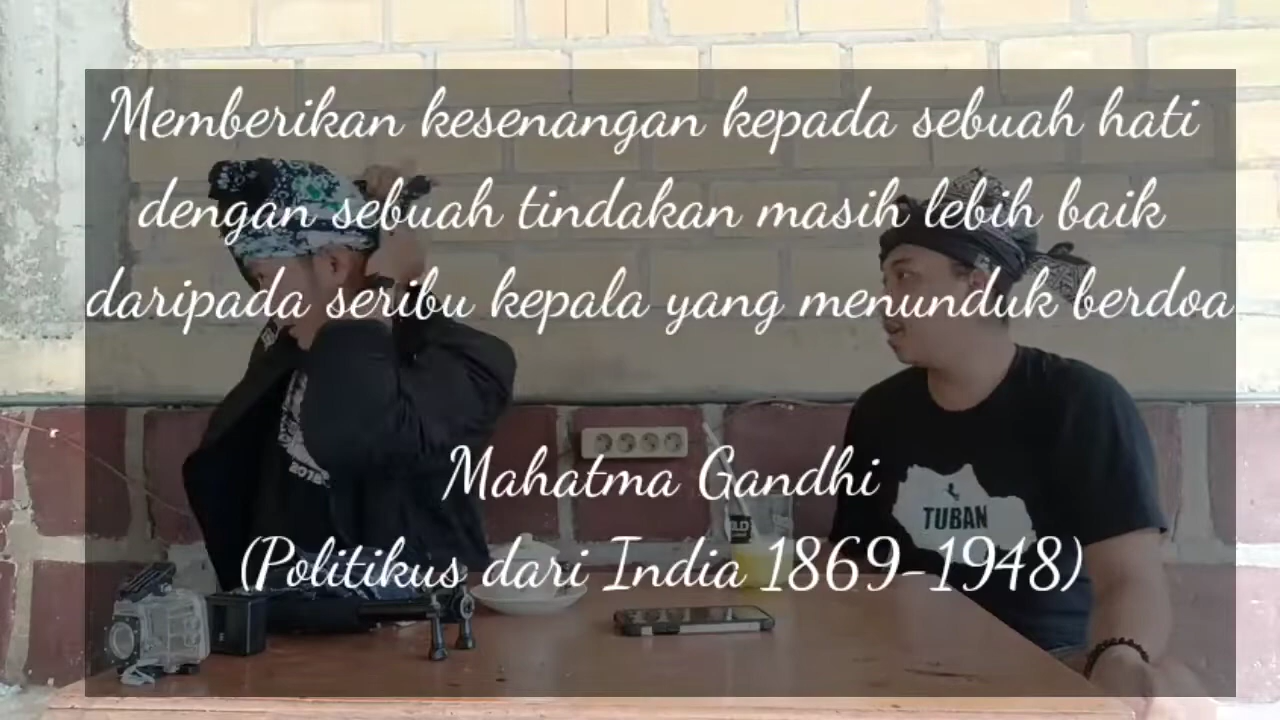 Memberikan kesenangan kepada sebuah hati
dengan sebuah tindakan masih lebih baik
daripada seribu kepala yang menunduk berdoa
Mahatma Gandhi
(Politikus dari India 1869-1948)
TUBAN